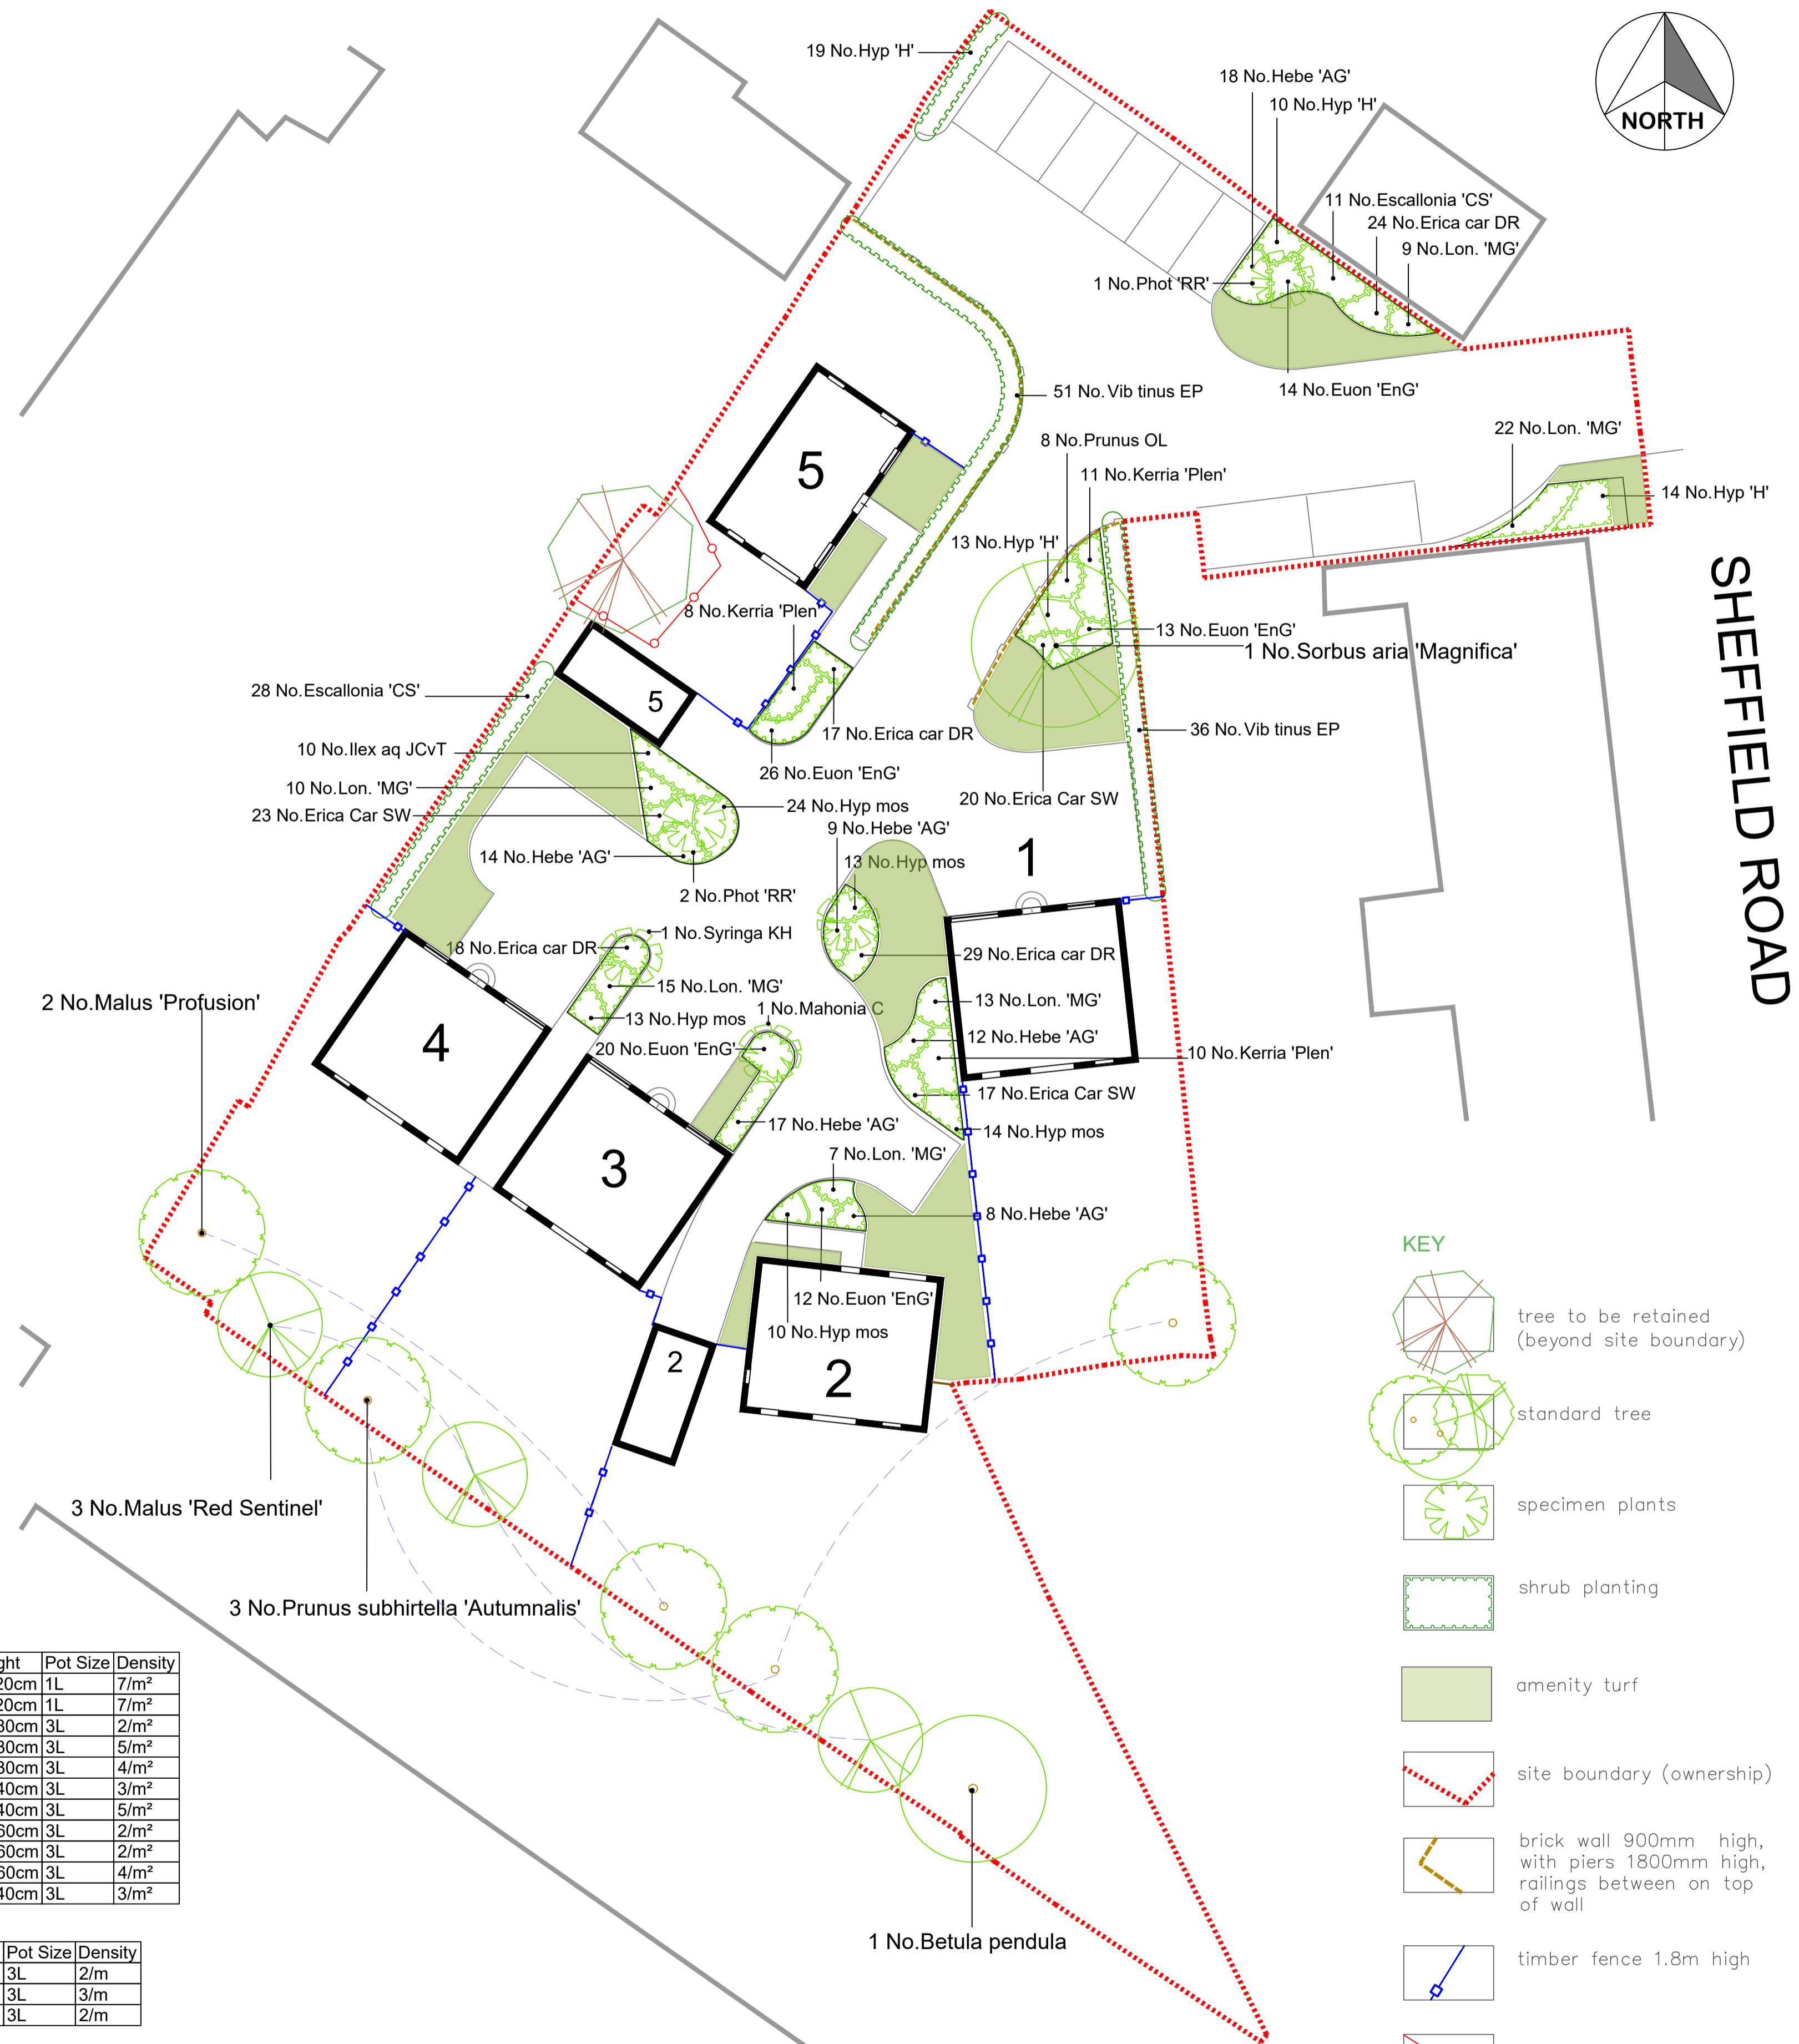 19 No.Hyp 'H'
18 No.Hebe 'AG'
10 No.Hyp 'H'
NORTH
11 No.Escallonia 'CS'
24 No.Erica car DR
9 No.Lon. 'MG'
1 No.Phot 'RR'
14 No.Euon 'EnG'
51 No.Vib tinus EP
8 No.Prunus OL
22 No.Lon. 'MG'
11 No.Kerria 'Plen'
14 No.Hyp 'H'
5
13 No.Hyp 'H'
SHEFFIELD ROAD
8 No.Kerria 'Plen'
13 No.Euon 'EnG'
1 No.Sorbus aria 'Magnifica'
28 No.Escallonia 'CS'
5
17 No.Erica car DR
36 No.Vib tinus EP
10 No.Ilex aq JCvT
26 No.Euon 'EnG'
10 No.Lon. 'MG'
20 No.Erica Car SW
23 No.Erica Car SW
24 No.Hyp mos
9 No.Hebe 'AG'
14 No.Hebe 'AG'
13 No.Hyp mos
1
2 No.Phot 'RR'
1 No.Syringa KH
18 No.Erica car DR
29 No.Erica car DR
15 No.Lon. 'MG'
2 No.Malus 'Profusion'
13 No.Lon. 'MG'
1 No.Mahonia C
13 No.Hyp mos
4
12 No.Hebe 'AG'
20 No.Euon 'EnG'
10 No.Kerria 'Plen'
17 No.Erica Car SW
17 No.Hebe 'AG'
14 No.Hyp mos
3
7 No.Lon. 'MG'
8 No.Hebe 'AG'
12 No.Euon 'EnG'
10 No.Hyp mos
2
2
3 No.Malus 'Red Sentinel'
3 No.Prunus subhirtella 'Autumnalis'
1 No.Betula pendula
KEY
tree to be retained
(beyond site boundary)
standard tree
specimen plants
shrub planting
amenity turf
site boundary (ownership)
brick wall 900mm high,
with piers 1800mm high,
railings between on top
of wall
timber fence 1.8m high
ght Pot Size Density
20cm 1L 7/m²
20cm 1L 7/m²
30cm 3L 2/m²
30cm 3L 5/m²
30cm 3L 4/m²
40cm 3L 3/m²
40cm 3L 5/m²
60cm 3L 2/m²
60cm 3L 2/m²
60cm 3L 4/m²
40cm 3L 3/m²
Pot Size Density
3L 2/m
3L 3/m
3L 2/m